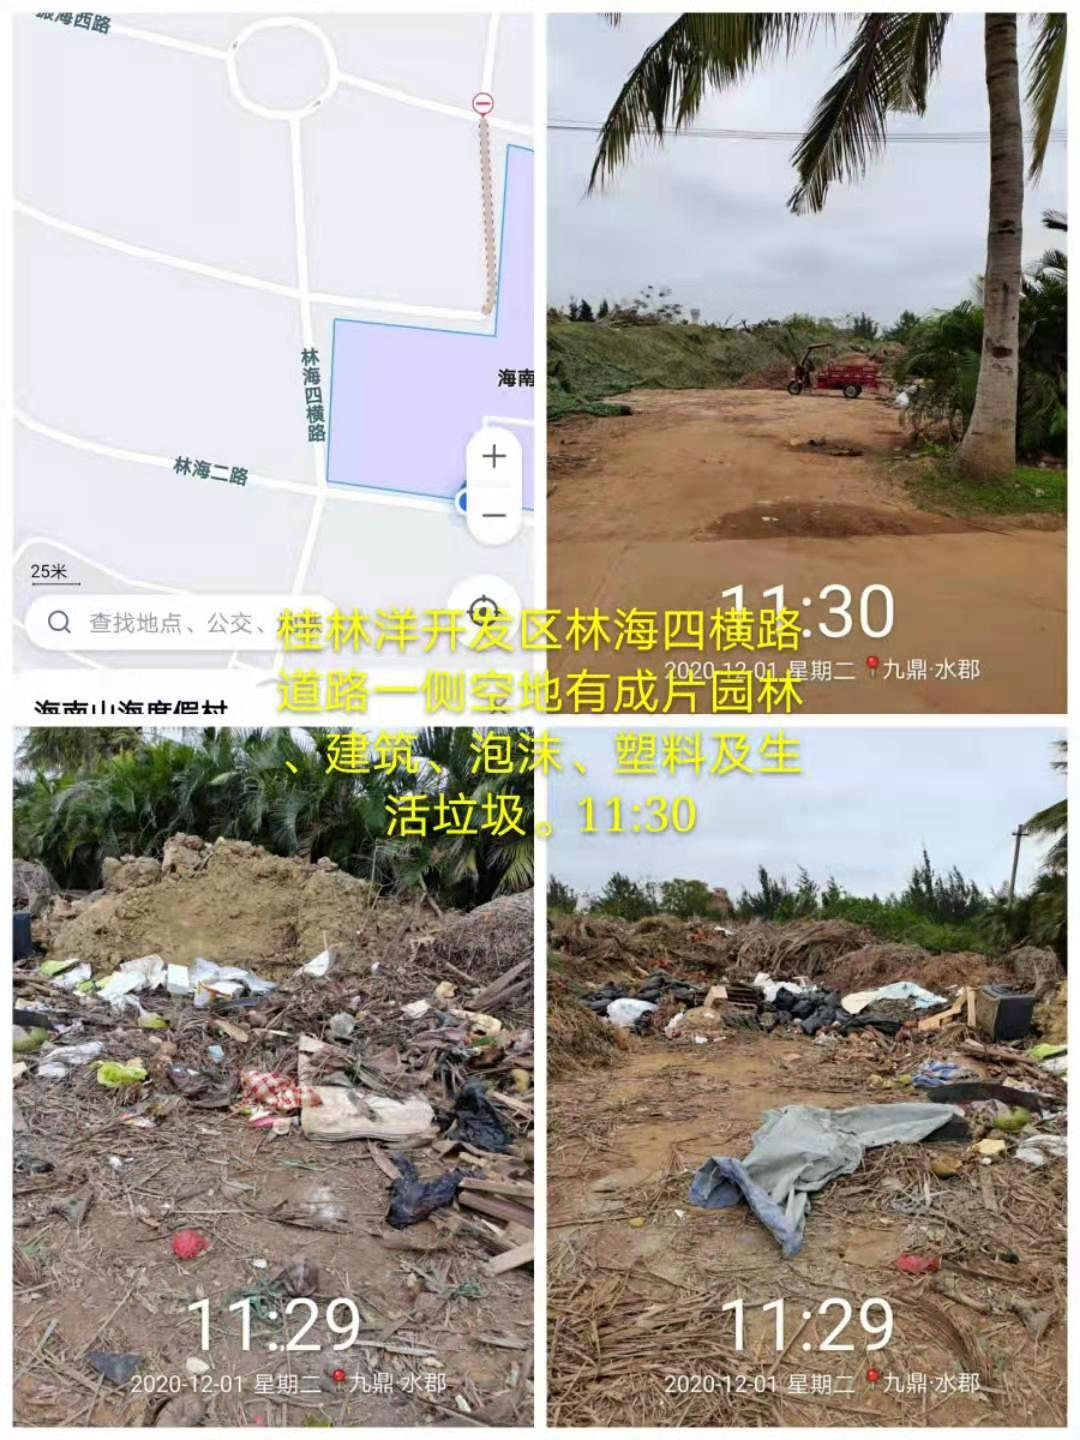 振海西路
林海四横路
海南
林海二路
25米
查找地点、公交、
海南山海度假村
11:30
2020-12-01 星期二 九鼎·水郡
桂林洋开发区林海四横路
道路一侧空地有成片园林
、建筑、泡沫、塑料及生
活垃圾。11:30
11:29
2020-12-01 星期二 九鼎·水郡
11:29
2020-12-01 星期二 九鼎·水郡